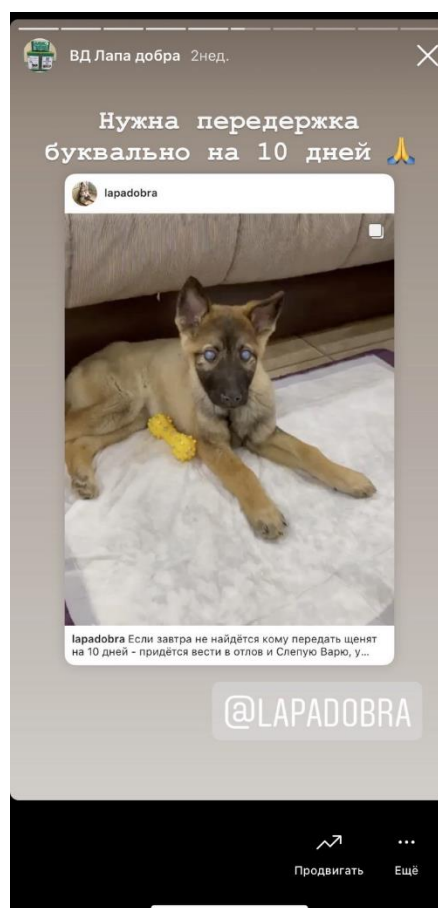 ВД Лапа добра 2нед.
Нужна передержка
буквально на 10 дней 🙏
lapadobra
lapadobra Если завтра не найдётся кому передать щенят
на 10 дней - придётся вести в отлов и Слепую Варю, у...
@LAPADOBRA
Продвигать Ещё